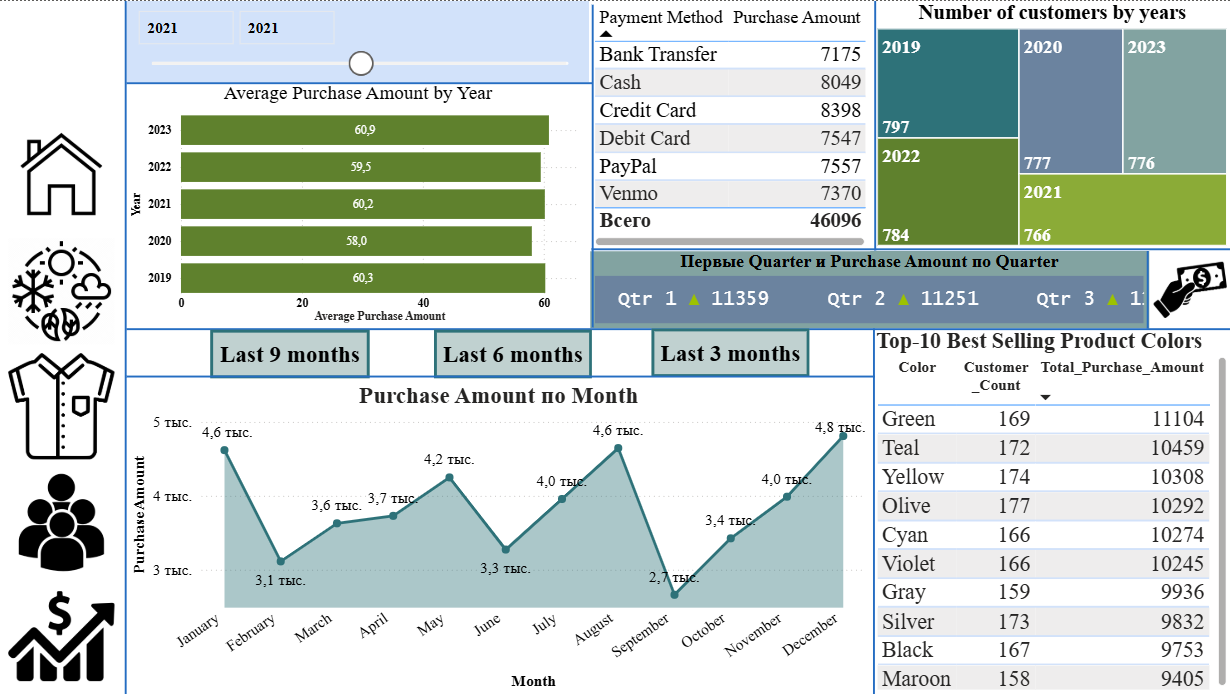 2021 2021
Average Purchase Amount by Year
Year
2023 60,9
2022 59,5
2021 60,2
2020 58,0
2019 60,3
0 20 40 60
Average Purchase Amount
Payment Method Purchase Amount
Bank Transfer 7175
Cash 8049
Credit Card 8398
Debit Card 7547
PayPal 7557
Venmo 7370
Всего 46096
Number of customers by years
2019
797
2020
777
2023
776
2022
784
2021
766
Первые Quarter и Purchase Amount по Quarter
Qtr 1 ▲ 11359 Qtr 2 ▲ 11251 Qtr 3 ▲
Last 9 months Last 6 months Last 3 months
Purchase Amount по Month
Purchase Amount
5 тыс.
4 тыс.
3 тыс.
4,6 тыс.
3,1 тыс.
3,6 тыс.
3,7 тыс.
4,2 тыс.
3,3 тыс.
4,0 тыс.
4,6 тыс.
2,7 тыс.
3,4 тыс.
4,0 тыс.
4,8 тыс.
January February March April May June July August September October November December
Month
Top-10 Best Selling Product Colors
Color Customer Total_Purchase_Amount
_Count
Green 169 11104
Teal 172 10459
Yellow 174 10308
Olive 177 10292
Cyan 166 10274
Violet 166 10245
Gray 159 9936
Silver 173 9832
Black 167 9753
Maroon 158 9405
$
$